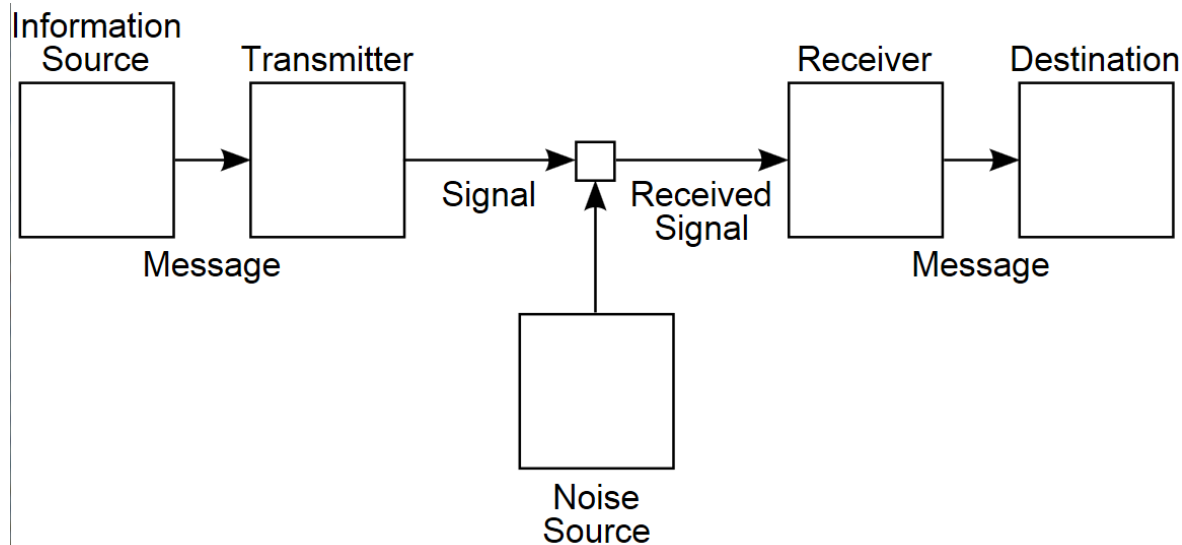 Information
Source
Transmitter
Receiver
Destination
Signal
Received
Signal
Message
Message
Noise
Source